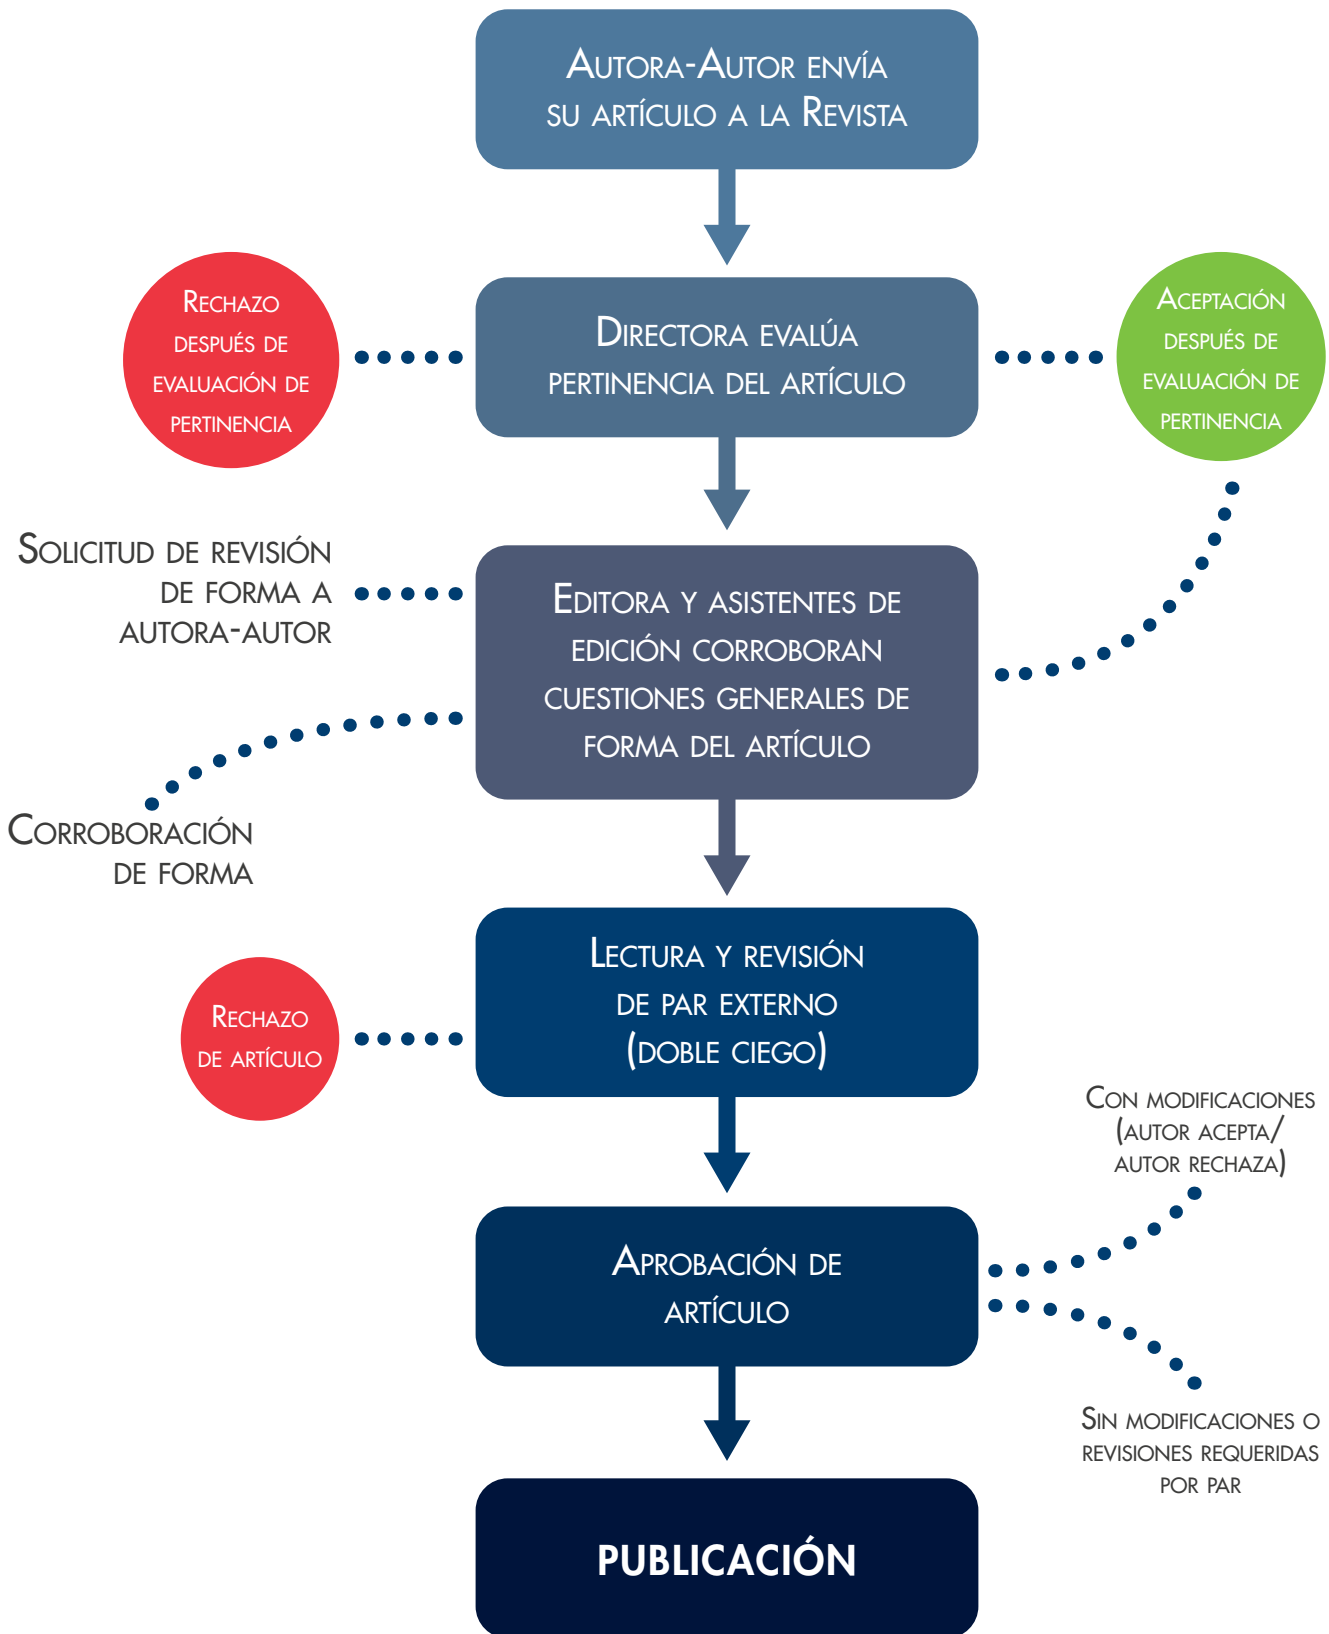 Autora-Autor envía
su artículo a la Revista
Rechazo
después de
evaluación de
pertinencia
Directora evalúa
pertinencia del artículo
Aceptación
después de
evaluación de
pertinencia
Solicitud de revisión
de forma a
autora-autor
Editora y asistentes de
edición corroboran
cuestiones generales de
forma del artículo
Corroboración
de forma
Lectura y revisión
de par externo
(doble ciego)
Rechazo
de artículo
Con modificaciones
(autor acepta/
autor rechaza)
Aprobación de
artículo
Sin modificaciones o
revisiones requeridas
por par
PUBLICACIÓN